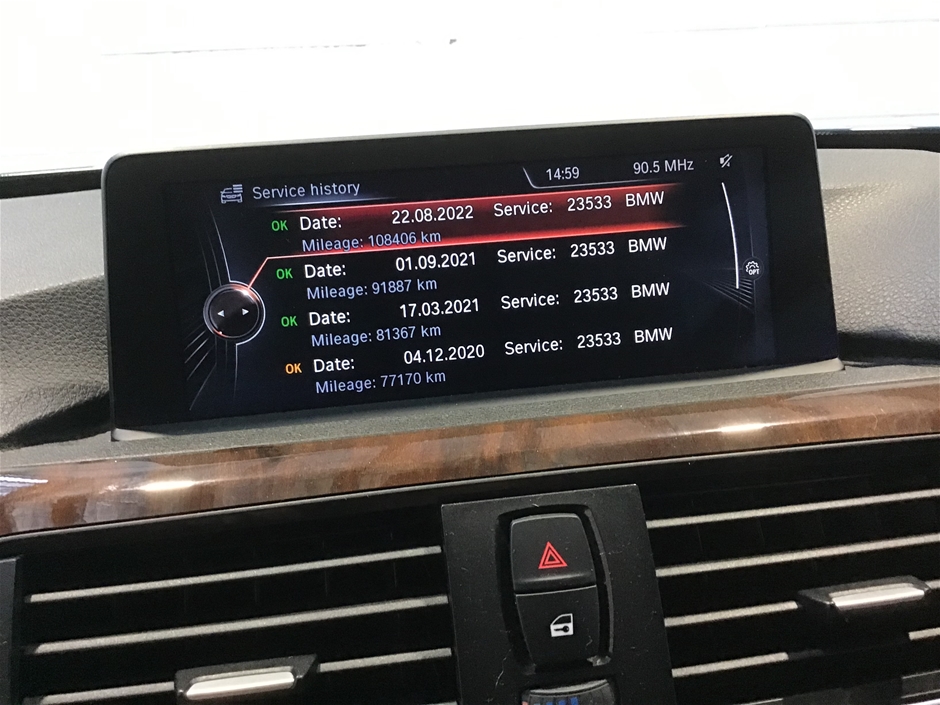 Service history
14:59
90.5 MHz
OK Date: 22.08.2022 Service: 23533 BMW
Mileage: 108406 km
OK Date: 01.09.2021 Service: 23533 BMW
Mileage: 91887 km
OK Date: 17.03.2021 Service: 23533 BMW
Mileage: 81367 km
OK Date: 04.12.2020 Service: 23533 BMW
Mileage: 77170 km
OPT